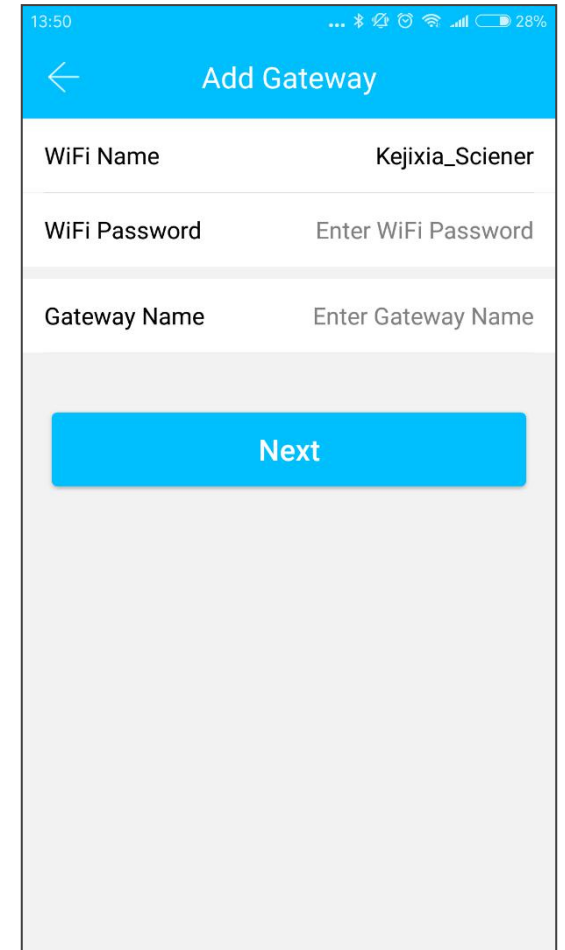 13:50 ... 28%
Add Gateway
WiFi Name Kejixia_Sciener
WiFi Password Enter WiFi Password
Gateway Name Enter Gateway Name
Next